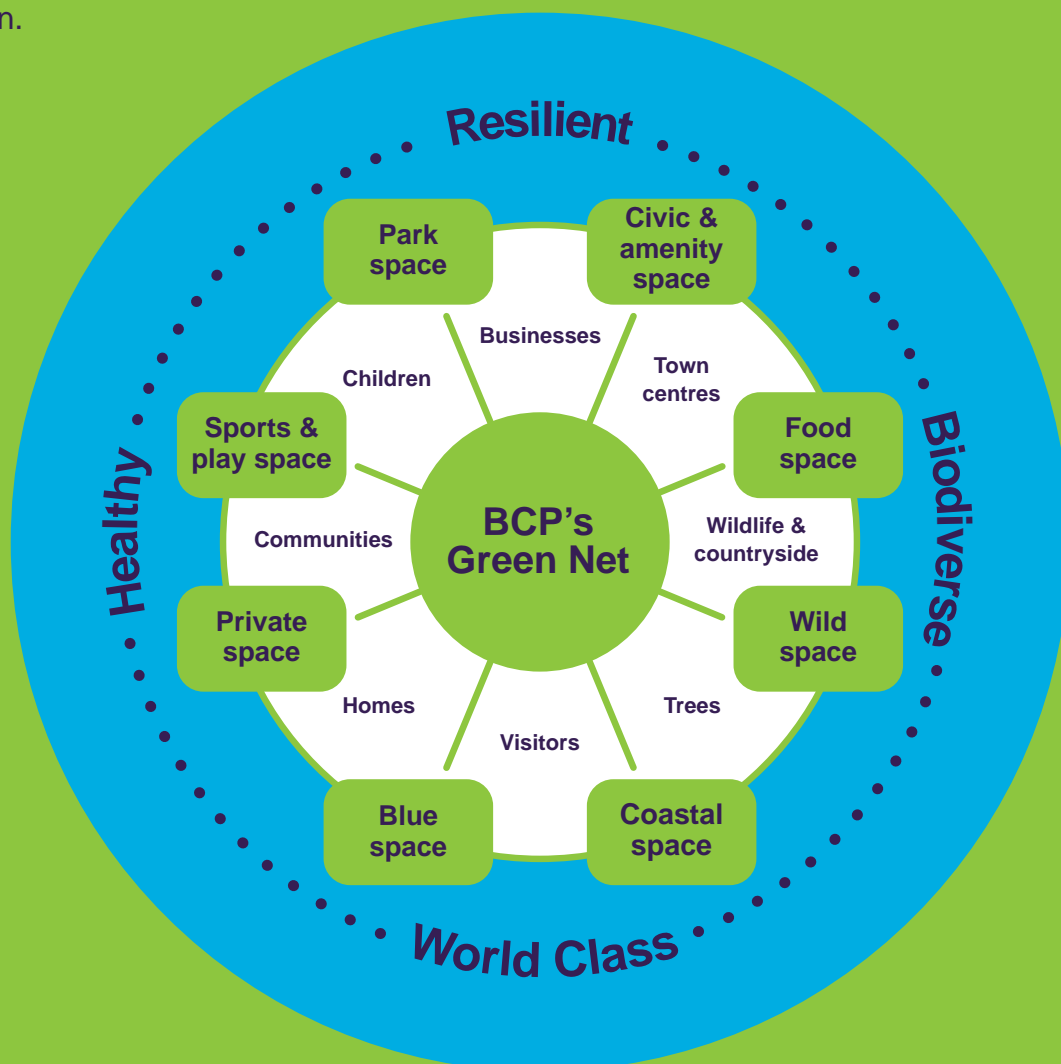 n.
Resilient
Park
space
Civic &
amenity
space
Businesses
Children
Town
centres
Sports &
play space
Food
space
Healthy
Biodiverse
BCP’s
Green Net
Communities
Wildlife &
countryside
Private
space
Wild
space
Homes
Trees
Visitors
Blue
space
Coastal
space
World Class